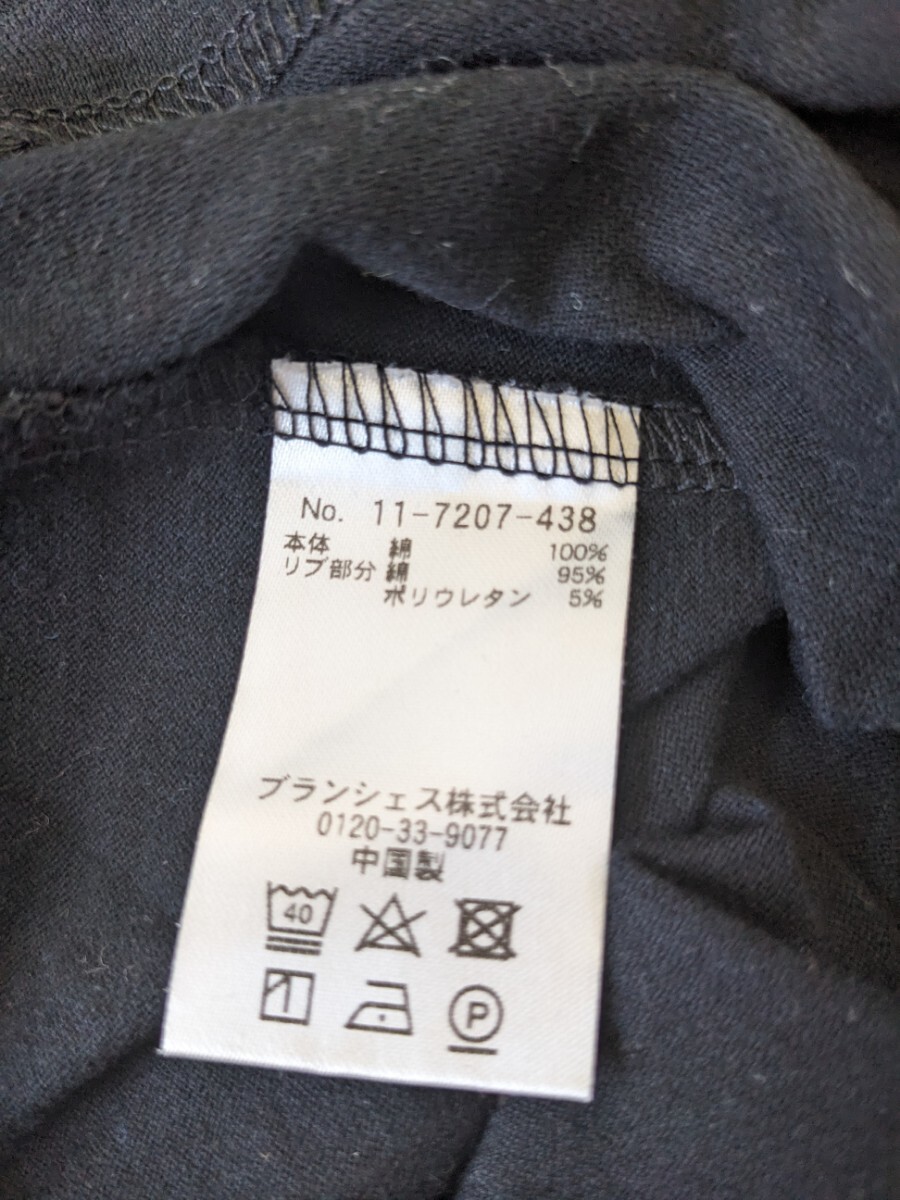 No. 11-7207-438
本体 綿 100%
リブ部分 綿 95%
ポリウレタン 5%
ブランシェス株式会社
0120-33-9077
中国製
40
P